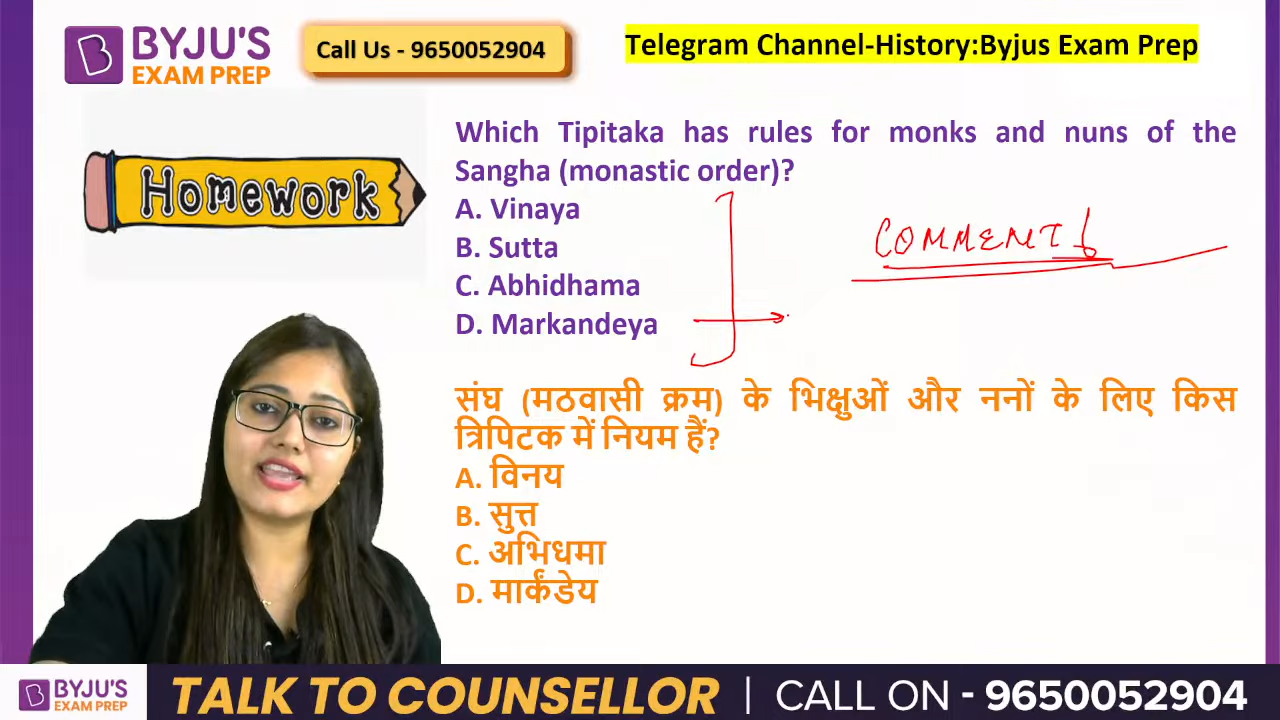 BYJU'S
EXAM PREP
Call Us - 9650052904
Telegram Channel-History:Byjus Exam Prep
Homework
Which Tipitaka has rules for monks and nuns of the
Sangha (monastic order)?
A. Vinaya
B. Sutta
C. Abhidhama
D. Markandeya
COMMENT!
संघ (मठवासी क्रम) के भिक्षुओं और ननों के लिए किस
त्रिपिटक में नियम हैं?
A. विनय
B. सुत्त
C. अभिधमा
D. मार्कंडेय
BYJU'S
EXAM PREP
TALK TO COUNSELLOR | CALL ON - 9650052904